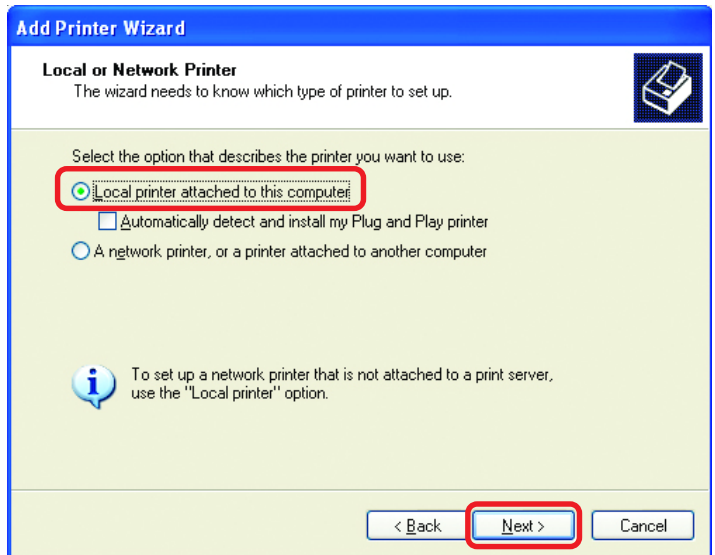 Add Printer Wizard
Local or Network Printer
The wizard needs to know which type of printer to set up.
Select the option that describes the printer you want to use:
Local printer attached to this computer
Automatically detect and install my Plug and Play printer
A network printer, or a printer attached to another computer
To set up a network printer that is not attached to a print server,
use the "Local printer" option.
< Back Next > Cancel